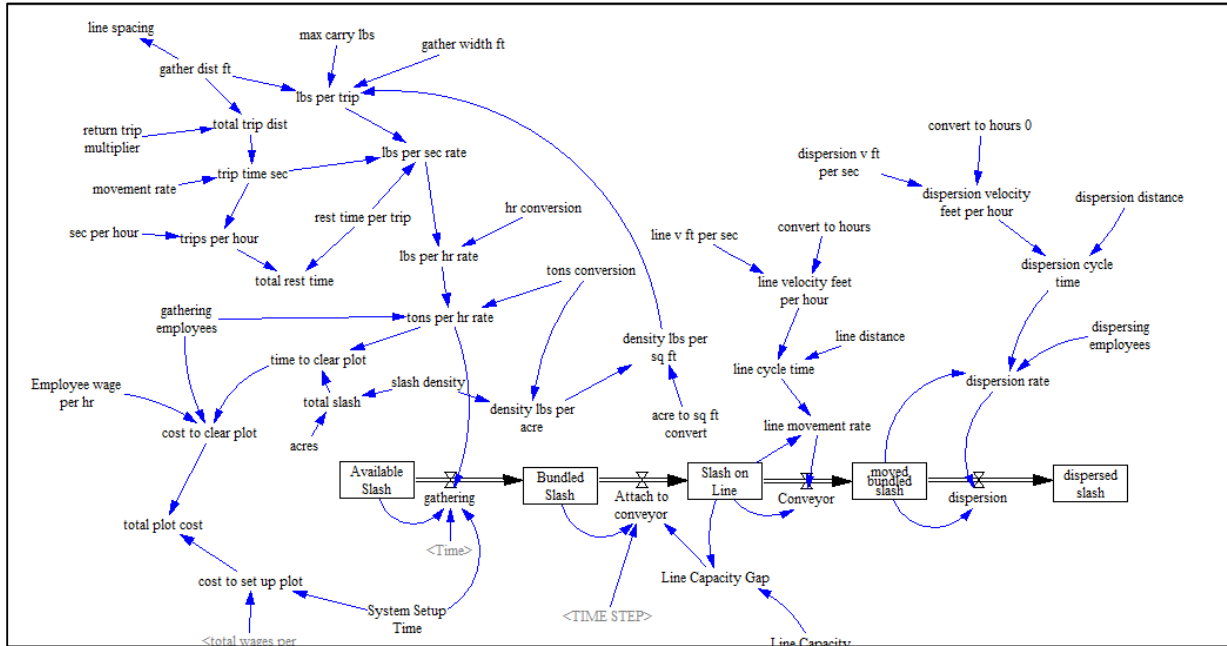 line spacing
max carry lbs
gather width ft
gather dist ft
lbs per trip
total trip dist
return trip
multiplier
lbs per sec rate
movement rate
trip time sec
rest time per trip
sec per hour
trips per hour
total rest time
hr conversion
lbs per hr rate
tons conversion
gathering
employees
tons per hr rate
time to clear plot
Employee wage
per hr
total slash
slash density
density lbs per
acre
density lbs per
sq ft
acre to sq ft
convert
cost to clear plot
acres
total plot cost
cost to set up plot
System Setup
Time
<total wages per
convert to hours 0
dispersion v ft
per sec
dispersion velocity
feet per hour
dispersion distance
line v ft per sec
convert to hours
line velocity feet
per hour
dispersion cycle
time
line distance
line cycle time
dispersing
employees
dispersion rate
line movement rate
Available
Slash
gathering
<Time>
Bundled
Slash
Attach to
conveyor
<TIME STEP>
Slash on
Line
Conveyor
moved
bundled
slash
dispersion
dispersed
slash
Line Capacity Gap
Line Capacity